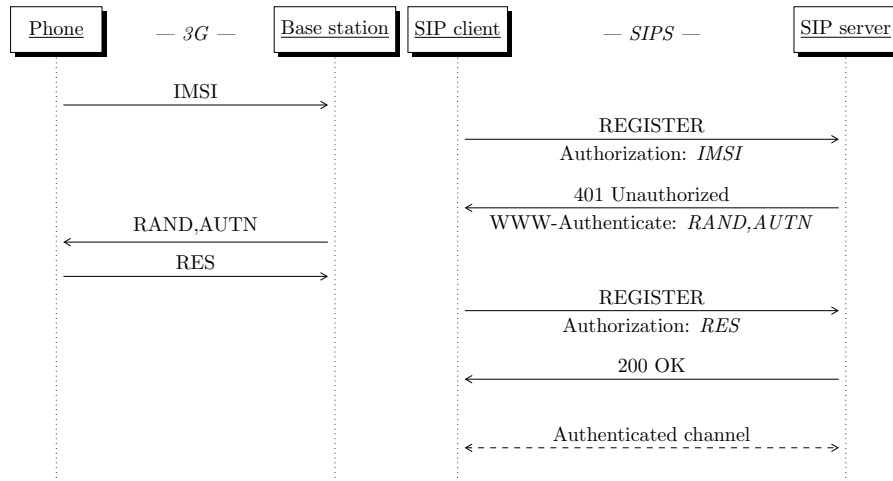 Phone
— 3G —
Base station
SIP client
— SIPS —
SIP server
IMSI
REGISTER
Authorization: IMSI
401 Unauthorized
WWW-Authenticate: RAND,AUTN
RAND,AUTN
RES
REGISTER
Authorization: RES
200 OK
Authenticated channel